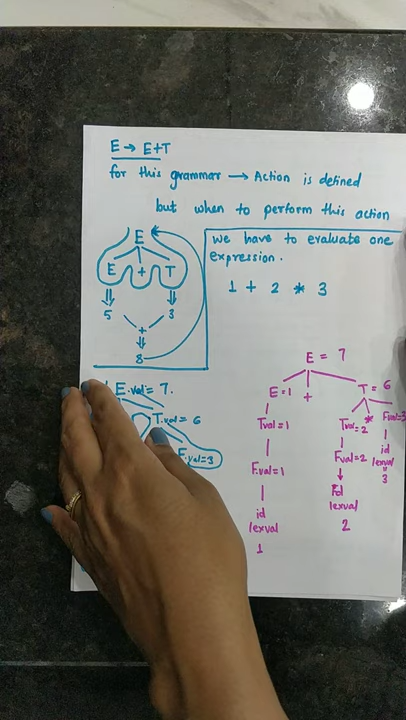 E → E+T
for this grammar → Action is defined
but when to perform this action
E
E + T
5 3
+
8
we have to evaluate one
expression.
1 + 2 * 3
E.val = 7.
T.val = 6
F.val=3
E = 7
E=1 + T = 6
Tval=1 Tval=2 * Fval=3
Fval=1 Fval=2 id
lexval
3
id
lexval
1
lexval
2